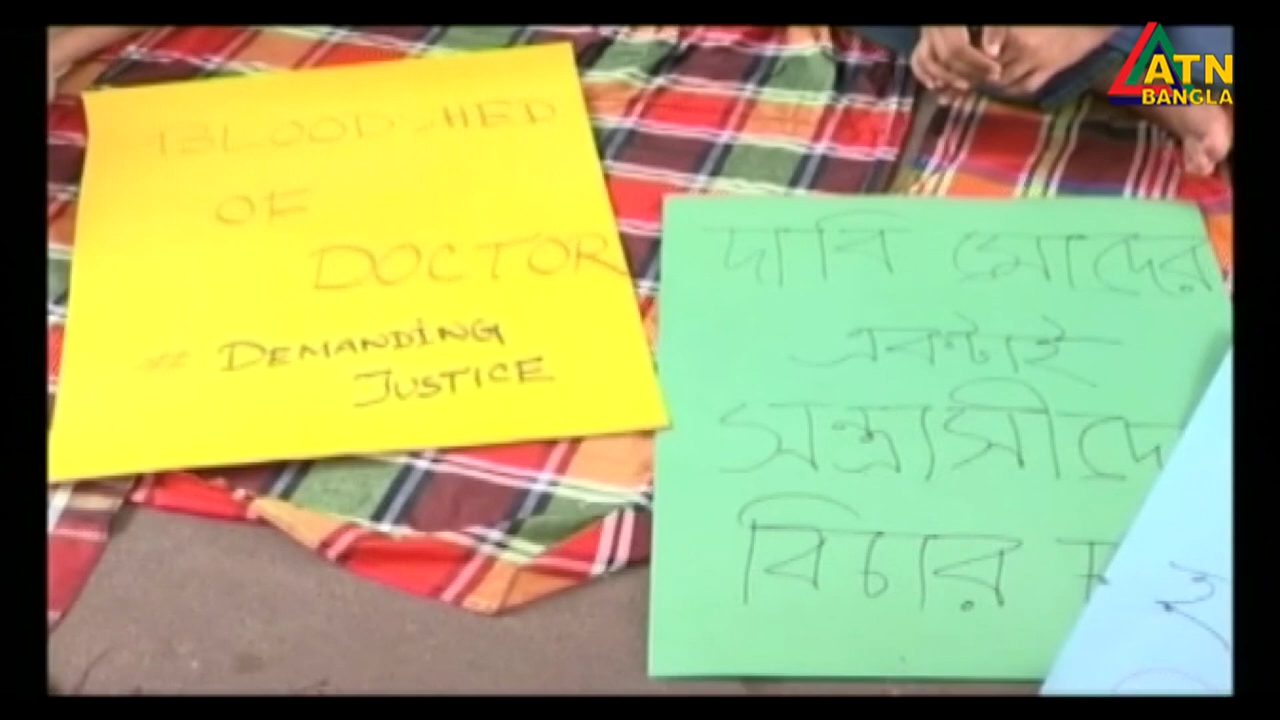 BLOODSHED
OF
DOCTOR
# DEMANDING
JUSTICE
দাবি মোদের
একটাই
সন্ত্রাসীদে
বিচার
ATN
BANGLA